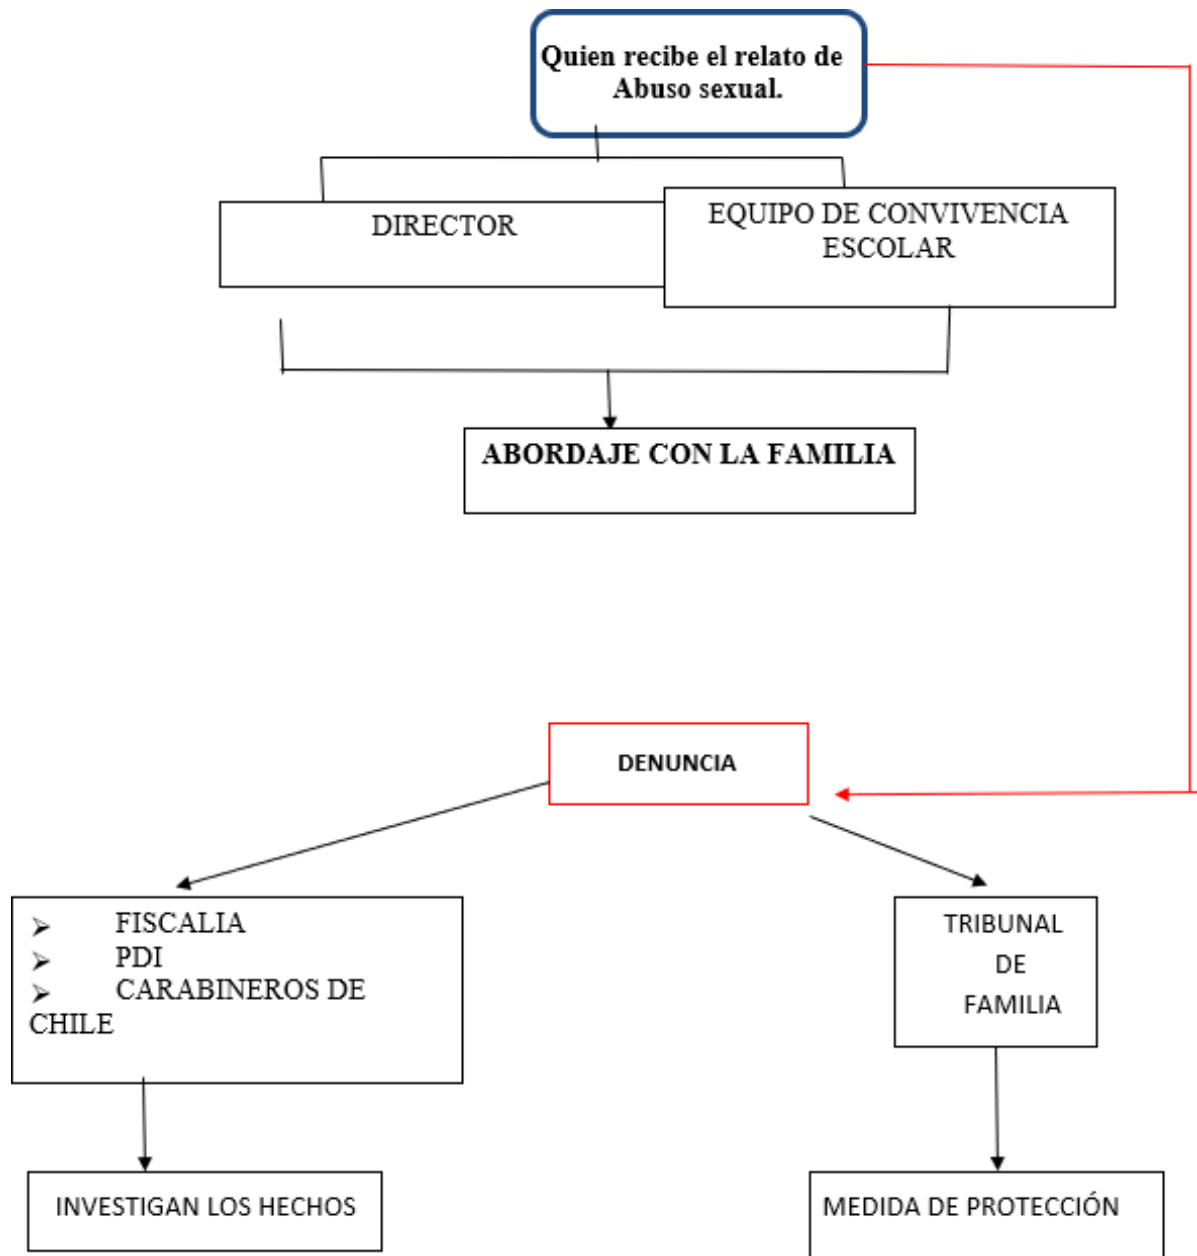 Quien recibe el relato de
Abuso sexual.
DIRECTOR
EQUIPO DE CONVIVENCIA
ESCOLAR
ABORDAJE CON LA FAMILIA
DENUNCIA
➢ FISCALIA
➢ PDI
➢ CARABINEROS DE
CHILE
TRIBUNAL
DE
FAMILIA
INVESTIGAN LOS HECHOS
MEDIDA DE PROTECCIÓN